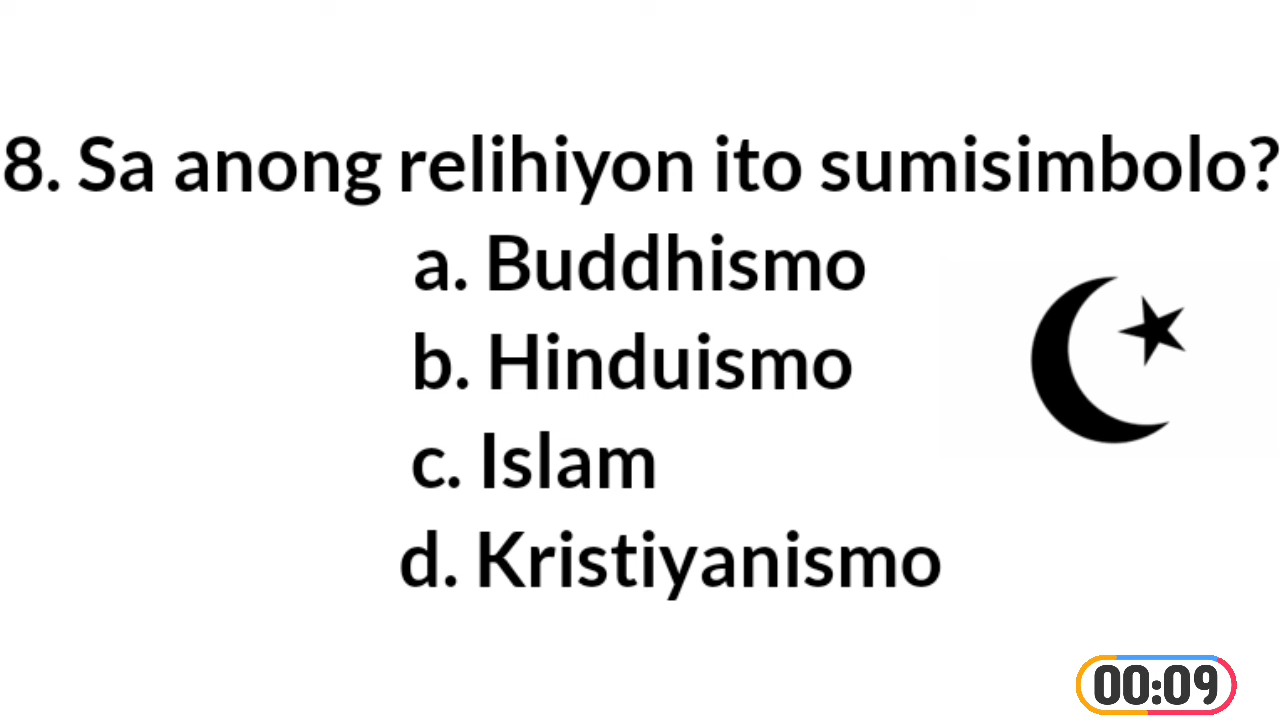 8. Sa anong relihiyon ito sumisimbolo?
a. Buddhismo
b. Hinduismo
c. Islam
d. Kristiyanismo
00:09